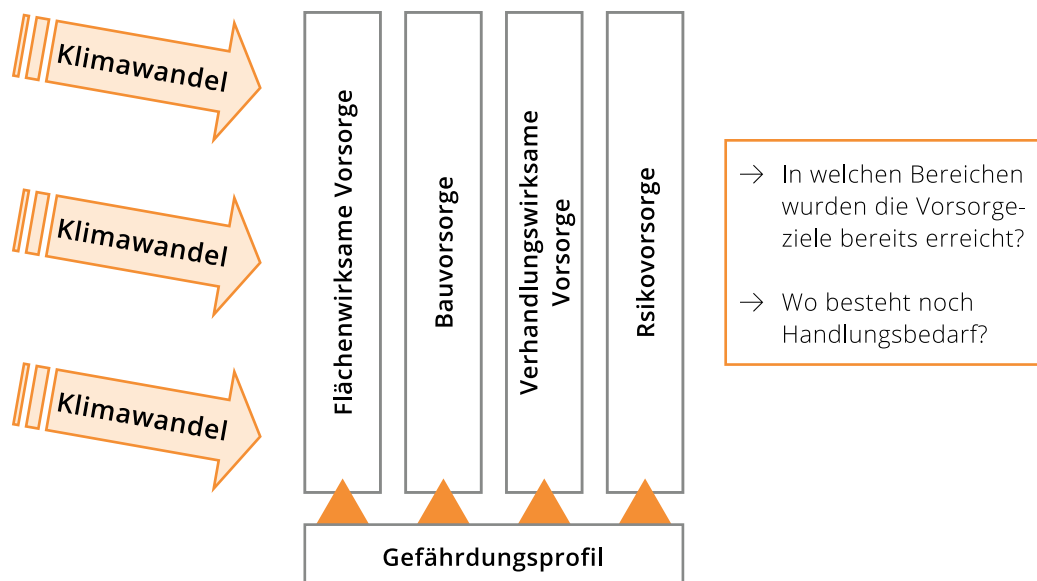 Klimawandel
Klimawandel
Klimawandel
Flächenwirksame Vorsorge
Bauvorsorge
Verhandlungswirksame
Vorsorge
Rsikovorsorge
Gefährdungsprofil
→ In welchen Bereichen
wurden die Vorsorge-
ziele bereits erreicht?
→ Wo besteht noch
Handlungsbedarf?